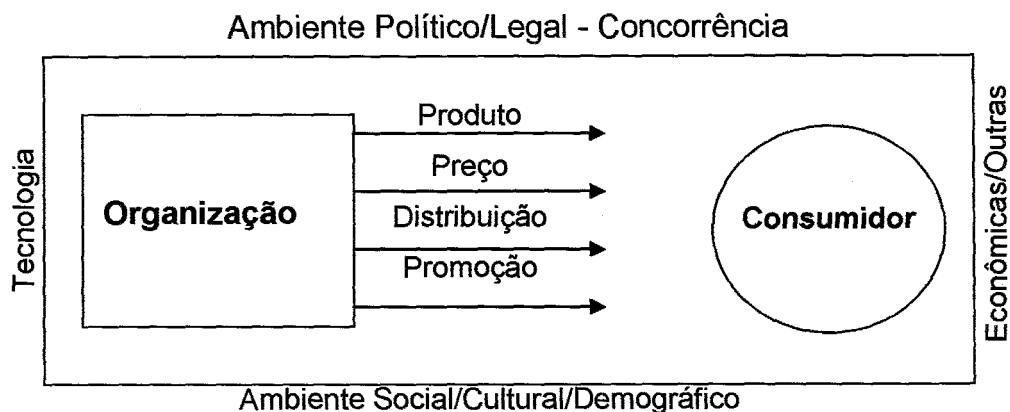 Ambiente Político/Legal - Concorrência
Tecnologia
Organização
Produto
Preço
Distribuição
Promoção
Consumidor
Econômicas/Outras
Ambiente Social/Cultural/Demográfico